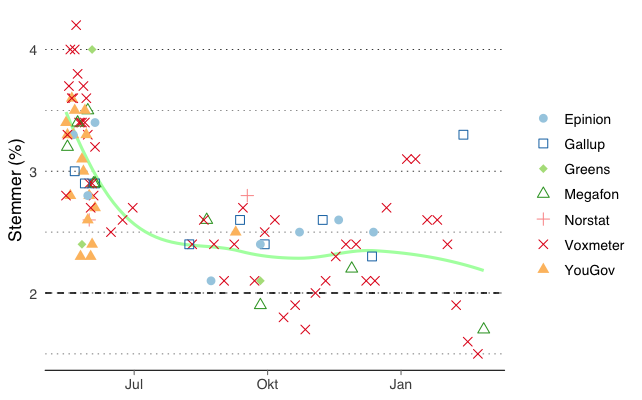 Stemmer (%)
4
3
2
Jul
Okt
Jan
Epinion
Gallup
Greens
Megafon
Norstat
Voxmeter
YouGov